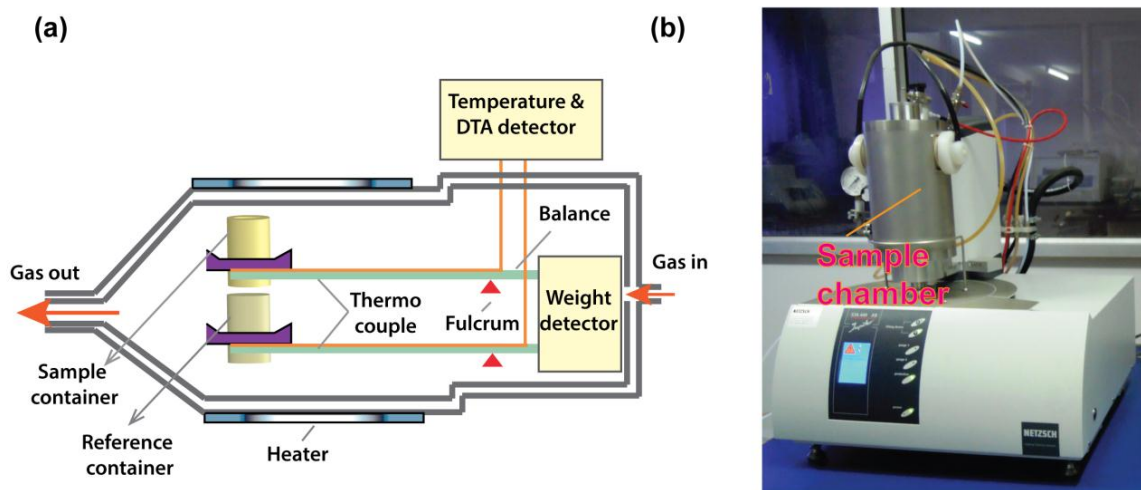 (a)
Temperature &
DTA detector
Balance
Gas out
Gas in
Thermo
couple
Fulcrum
Weight
detector
Sample
container
Reference
container
Heater
(b)
Sample
chamber
NETZSCH
NETZSCH